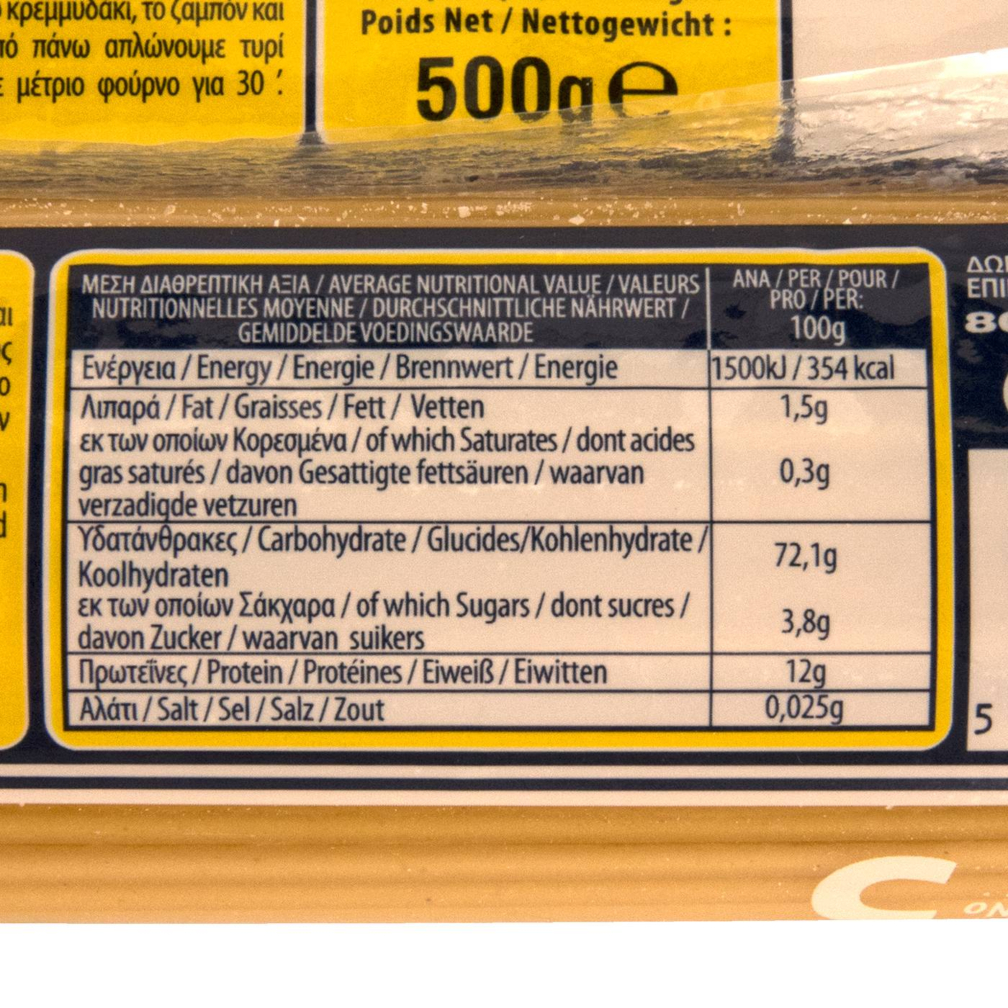 κρεμμυδάκι, το ζαμπόν και
πάνω απλώνουμε τυρί
μέτριο φούρνο για 30 ΄.
Poids Net / Nettogewicht :
500g e
ΜΕΣΗ ΔΙΑΘΡΕΠΤΙΚΗ ΑΞΙΑ / AVERAGE NUTRITIONAL VALUE / VALEURS
NUTRITIONNELLES MOYENNE / DURCHSCHNITTLICHE NÄHRWERT /
GEMIDDELDE VOEDINGSWAARDE
ANA / PER / POUR /
PRO / PER:
100g
Ενέργεια / Energy / Energie / Brennwert / Energie 1500kJ / 354 kcal
Λιπαρά / Fat / Graisses / Fett / Vetten 1,5g
εκ των οποίων Κορεσμένα / of which Saturates / dont acides
gras saturés / davon Gesattigte fettsäuren / waarvan 0,3g
verzadigde vetzuren
Υδατάνθρακες / Carbohydrate / Glucides/Kohlenhydrate / 72,1g
Koolhydraten
εκ των οποίων Σάκχαρα / of which Sugars / dont sucres / 3,8g
davon Zucker / waarvan suikers
Πρωτεΐνες / Protein / Protéines / Eiweiß / Eiwitten 12g
Αλάτι / Salt / Sel / Salz / Zout 0,025g
5